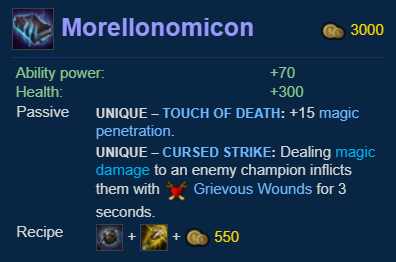 Morellonomicon 3000
Ability power: +70
Health: +300
Passive UNIQUE – TOUCH OF DEATH: +15 magic
penetration.
UNIQUE – CURSED STRIKE: Dealing magic
damage to an enemy champion inflicts
them with Grievous Wounds for 3
seconds.
Recipe + + 550